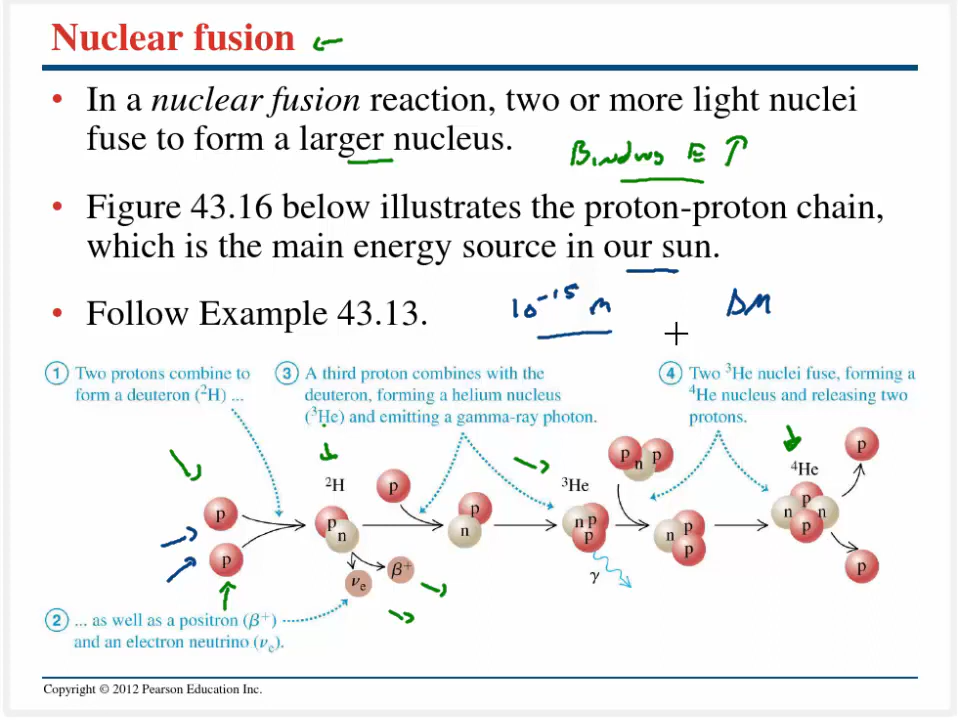 Nuclear fusion
• In a nuclear fusion reaction, two or more light nuclei
fuse to form a larger nucleus.
Binding E ↑
• Figure 43.16 below illustrates the proton-proton chain,
which is the main energy source in our sun.
• Follow Example 43.13.
10⁻¹⁵ m
ΔM
① Two protons combine to
form a deuteron (²H) ...
③ A third proton combines with the
deuteron, forming a helium nucleus
(³He) and emitting a gamma-ray photon.
④ Two ³He nuclei fuse, forming a
⁴He nucleus and releasing two
protons.
p
p
²H
p
n
νₑ
β⁺
p
p
n
³He
n p
p
γ
p n p
n p
p
⁴He
p
n n
p
p
p
② ... as well as a positron (β⁺)
and an electron neutrino (νₑ).
Copyright © 2012 Pearson Education Inc.